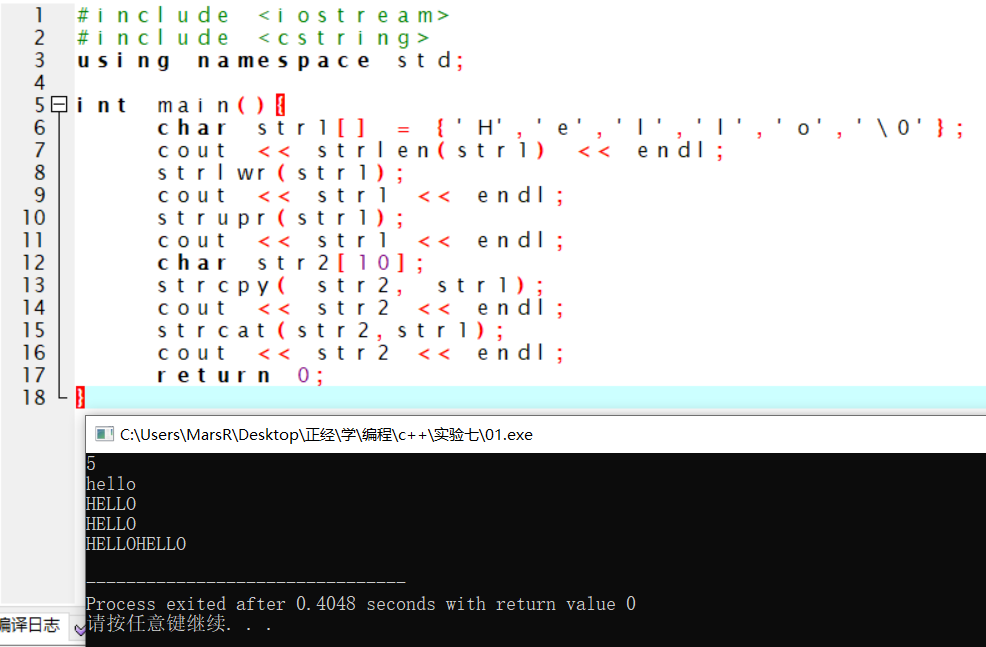 1 #include <iostream>
2 #include <cstring>
3 using namespace std;
4
5 int main(){
6 char str1[] = {'H','e','l','l','o','\0'};
7 cout << strlen(str1) << endl;
8 strlwr(str1);
9 cout << str1 << endl;
10 strupr(str1);
11 cout << str1 << endl;
12 char str2[10];
13 strcpy( str2, str1);
14 cout << str2 << endl;
15 strcat(str2,str1);
16 cout << str2 << endl;
17 return 0;
18 }
C:\Users\MarsR\Desktop\正经\学\编程\c++\实验七\01.exe
5
hello
HELLO
HELLO
HELLOHELLO
--------------------------------
Process exited after 0.4048 seconds with return value 0
请按任意键继续. . .
编译日志